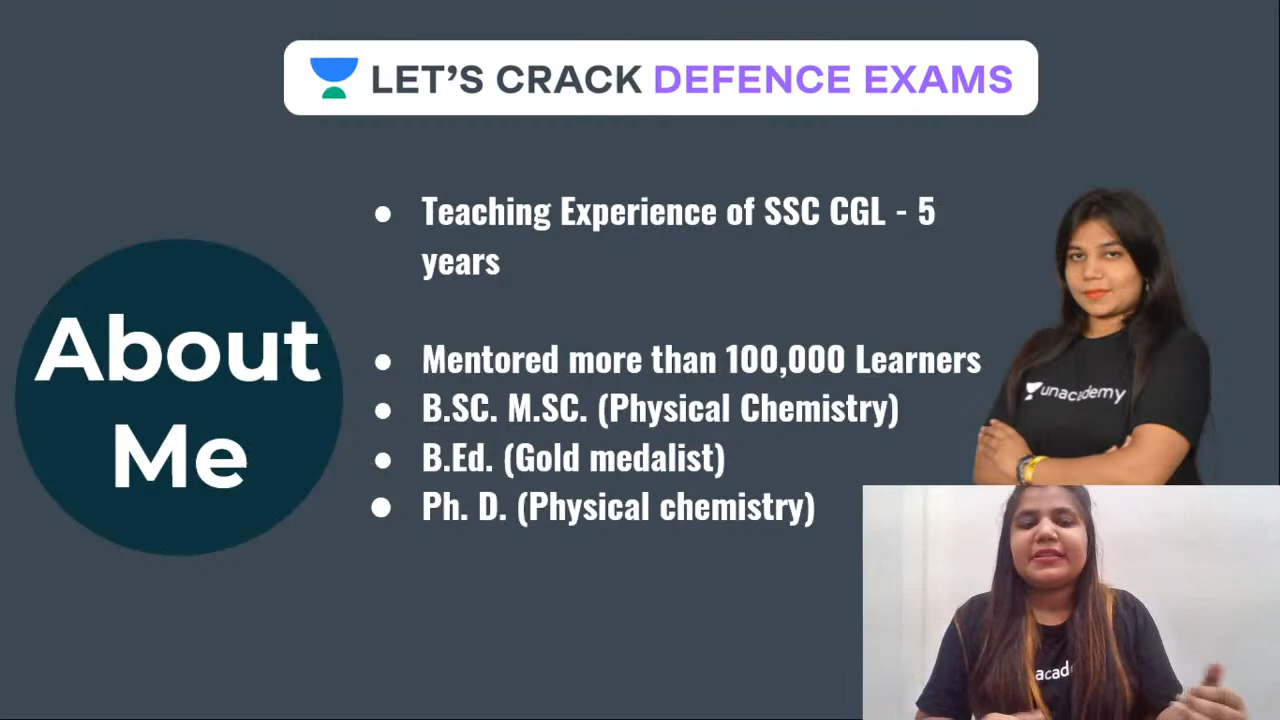 LET'S CRACK DEFENCE EXAMS
About
Me
Teaching Experience of SSC CGL - 5
years
Mentored more than 100,000 Learners
B.SC. M.SC. (Physical Chemistry)
B.Ed. (Gold medalist)
Ph. D. (Physical chemistry)
unacademy